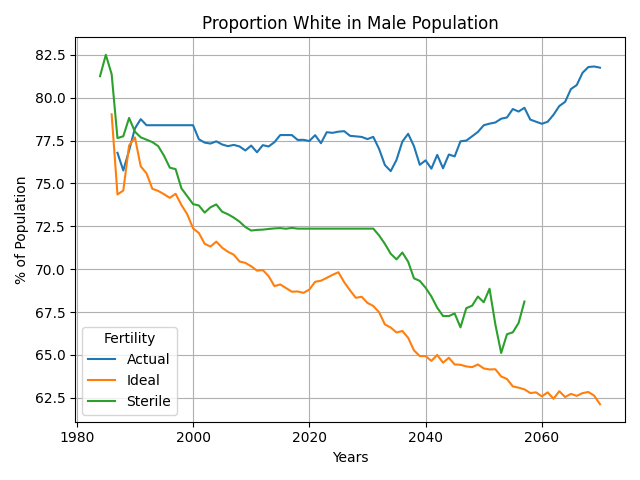 Proportion White in Male Population
% of Population
82.5
80.0
77.5
75.0
72.5
70.0
67.5
65.0
62.5
Fertility
Actual
Ideal
Sterile
1980
2000
2020
2040
2060
Years